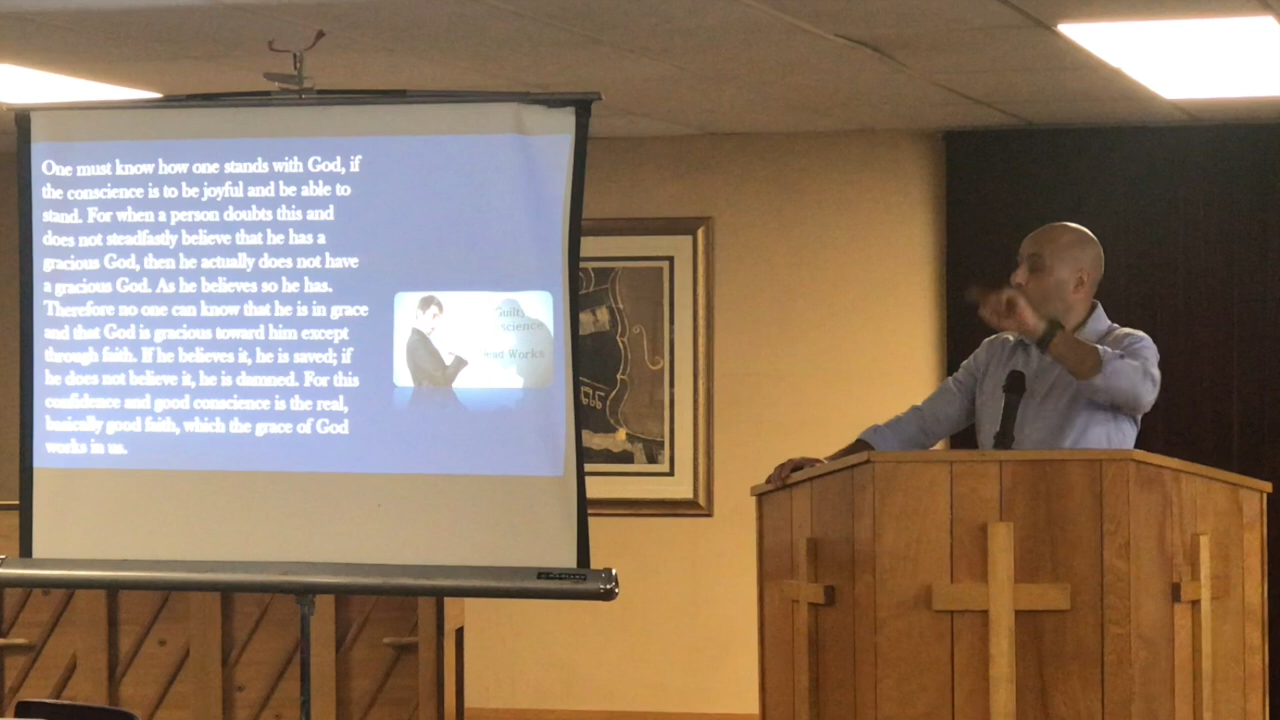 One must know how one stands with God, if
the conscience is to be joyful and be able to
stand. For when a person doubts this and
does not steadfastly believe that he has a
gracious God, then he actually does not have
a gracious God. As he believes so he has.
Therefore no one can know that he is in grace
and that God is gracious toward him except
through faith. If he believes it, he is saved; if
he does not believe it, he is damned. For this
confidence and good conscience is the real,
basically good faith, which the grace of God
works in us.
Guilty
science
ead Works